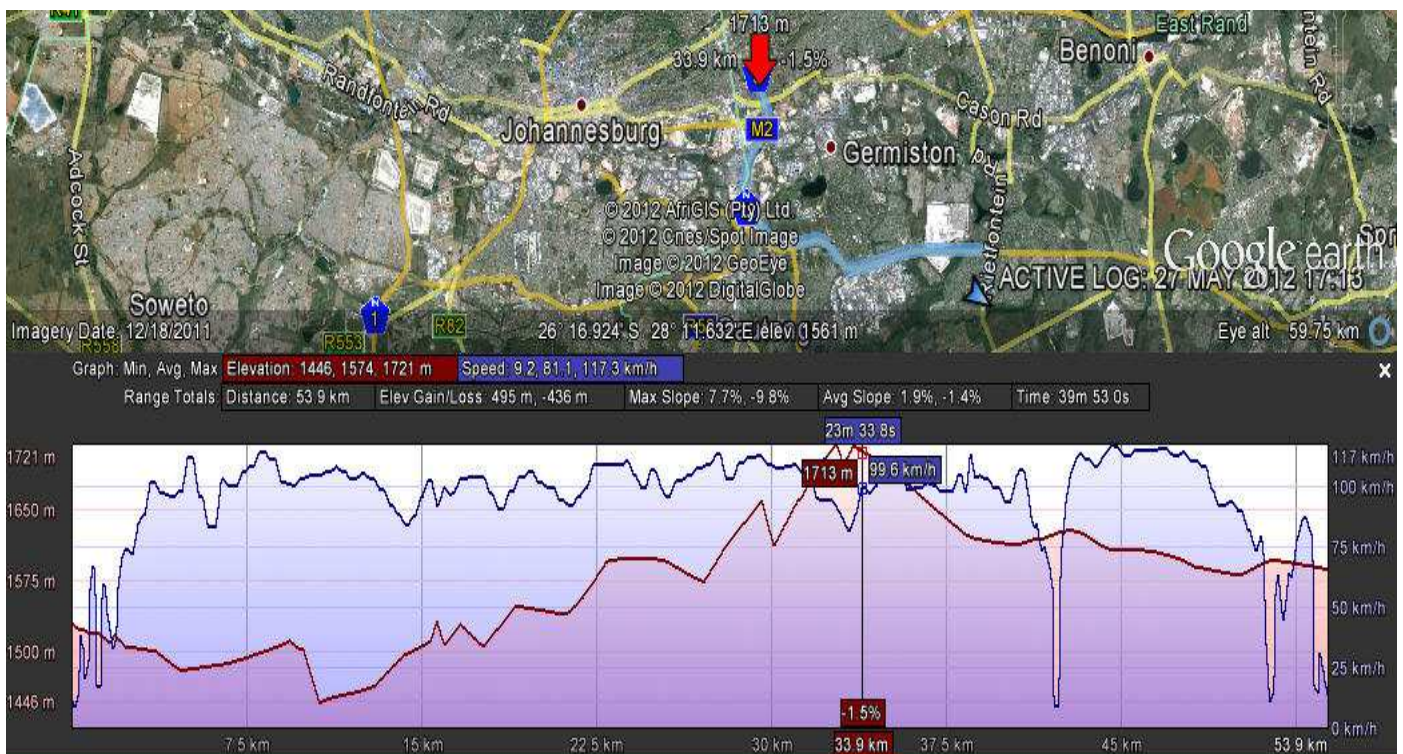 R41
1713 m
East Rand
33.9 km
-1.5%
Benoni
Randfontein Rd
Cason Rd
Johannesburg
M2
Germiston
Adcock St
© 2012 AfriGIS (Pty) Ltd.
© 2012 Cnes/Spot Image
Image © 2012 GeoEye
Image © 2012 DigitalGlobe
Rietfontein Rd
Google earth
ACTIVE LOG: 27 MAY 2012 17:13
Soweto
N
1
R82
R553
R558
Imagery Date: 12/18/2011
26° 16.924' S 28° 11.632' E elev 1561 m
Eye alt 59.75 km
Graph: Min, Avg, Max Elevation: 1446, 1574, 1721 m Speed: 9.2, 81.1, 117.3 km/h
X
Range Totals: Distance: 53.9 km Elev Gain/Loss: 495 m, -436 m Max Slope: 7.7%, -9.8% Avg Slope: 1.9%, -1.4% Time: 39m 53.0s
23m 33.8s
1721 m
117 km/h
1713 m
99.6 km/h
100 km/h
1650 m
75 km/h
1575 m
50 km/h
1500 m
25 km/h
1446 m
-1.5%
0 km/h
7.5 km 15 km 22.5 km 30 km 33.9 km 37.5 km 45 km 53.9 km